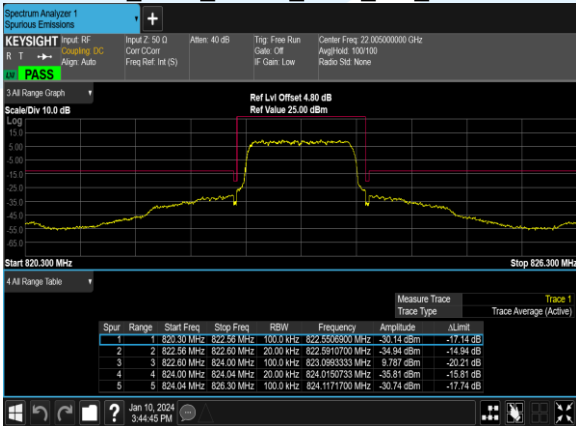 Spectrum Analyzer 1
Spurious Emissions
+
KEYSIGHT Input: RF Input Z: 50 Ω Atten: 40 dB Trig: Free Run Center Freq: 22.005000000 GHz
R T Coupling: DC Corr CCorr Gate: Off Avg|Hold: 100/100
Align: Auto Freq Ref: Int (S) IF Gain: Low Radio Std: None
PASS
3 All Range Graph
Ref Lvl Offset 4.80 dB
Scale/Div 10.0 dB Ref Value 25.00 dBm
Log
15.0
5.00
-5.00
-15.0
-25.0
-35.0
-45.0
-55.0
-65.0
Start 820.300 MHz Stop 826.300 MHz
4 All Range Table
Measure Trace Trace 1
Trace Type Trace Average (Active)
Spur Range Start Freq Stop Freq RBW Frequency Amplitude ΔLimit
1 1 820.30 MHz 822.56 MHz 100.0 kHz 822.5506900 MHz -30.14 dBm -17.14 dB
2 2 822.56 MHz 822.60 MHz 20.00 kHz 822.5910700 MHz -34.94 dBm -14.94 dB
3 3 822.60 MHz 824.00 MHz 100.0 kHz 823.0993333 MHz 9.787 dBm -20.21 dB
4 4 824.00 MHz 824.04 MHz 20.00 kHz 824.0150733 MHz -35.81 dBm -15.81 dB
5 5 824.04 MHz 826.30 MHz 100.0 kHz 824.1171700 MHz -30.74 dBm -17.74 dB
? Jan 10, 2024
3:44:45 PM